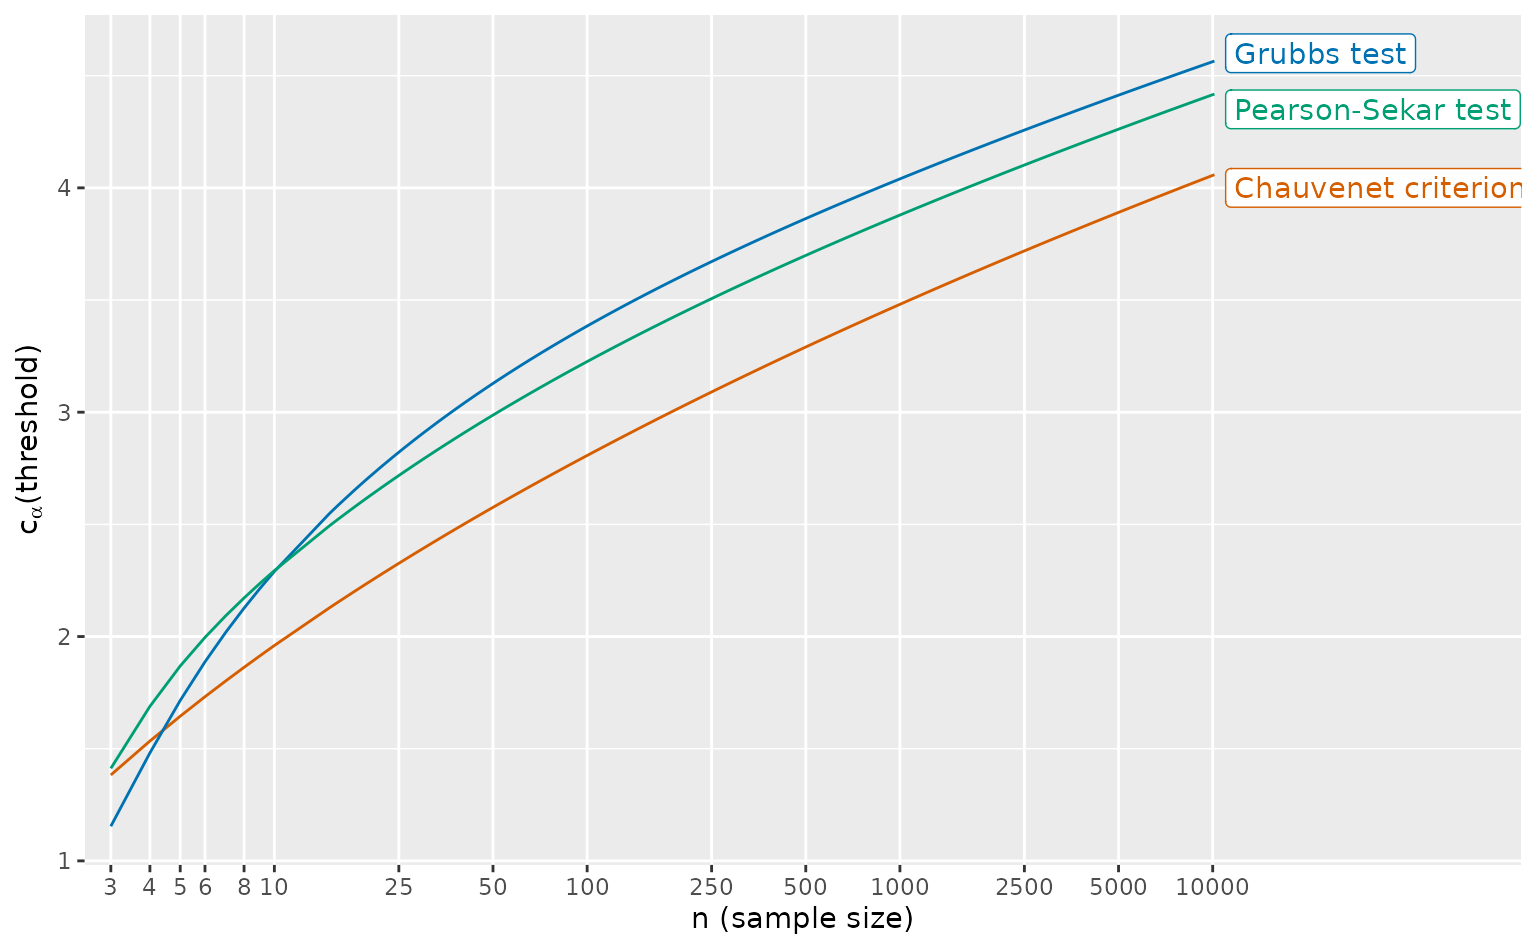 Grubbs test
Pearson-Sekar test
Chauvenet criterion
4
3
2
1
cα(threshold)
3 4 5 6 8 10 25 50 100 250 500 1000 2500 5000 10000
n (sample size)